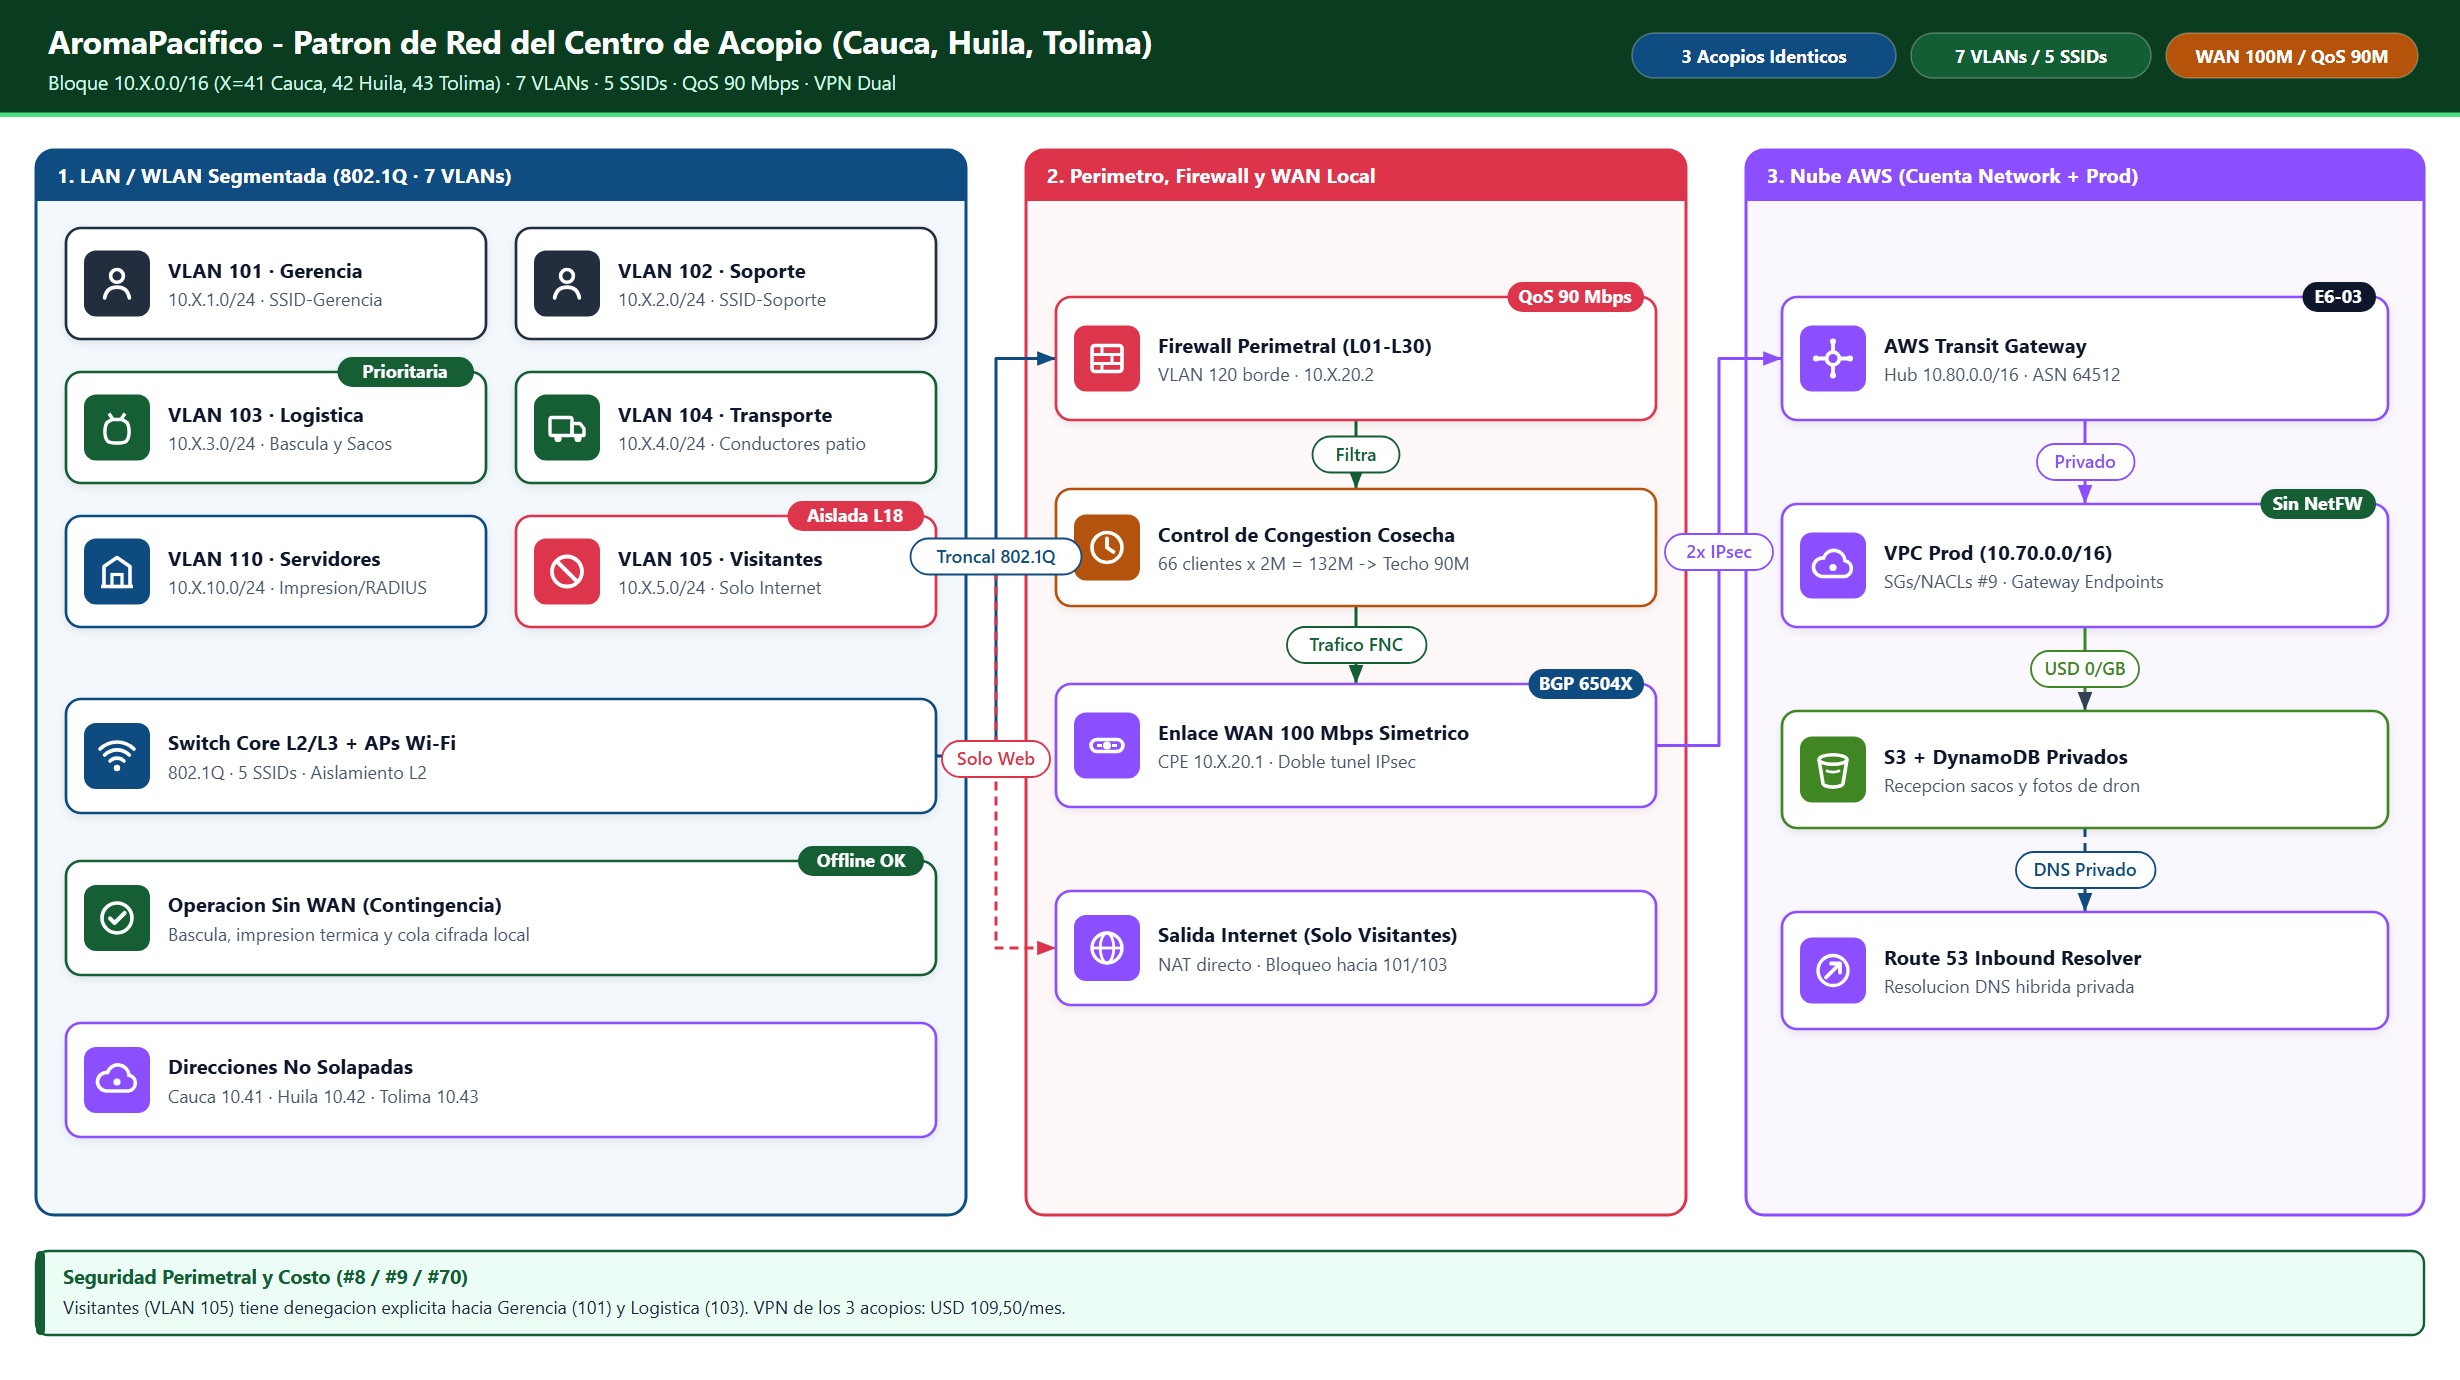 AromaPacifico - Patron de Red del Centro de Acopio (Cauca, Huila, Tolima)
Bloque 10.X.0.0/16 (X=41 Cauca, 42 Huila, 43 Tolima) · 7 VLANs · 5 SSIDs · QoS 90 Mbps · VPN Dual
3 Acopios Identicos
7 VLANs / 5 SSIDs
WAN 100M / QoS 90M
1. LAN / WLAN Segmentada (802.1Q · 7 VLANs)
VLAN 101 · Gerencia
10.X.1.0/24 · SSID-Gerencia
VLAN 102 · Soporte
10.X.2.0/24 · SSID-Soporte
Prioritaria
VLAN 103 · Logistica
10.X.3.0/24 · Bascula y Sacos
VLAN 104 · Transporte
10.X.4.0/24 · Conductores patio
VLAN 110 · Servidores
10.X.10.0/24 · Impresion/RADIUS
Aislada L18
VLAN 105 · Visitantes
10.X.5.0/24 · Solo Internet
Switch Core L2/L3 + APs Wi-Fi
802.1Q · 5 SSIDs · Aislamiento L2
Offline OK
Operacion Sin WAN (Contingencia)
Bascula, impresion termica y cola cifrada local
Direcciones No Solapadas
Cauca 10.41 · Huila 10.42 · Tolima 10.43
Troncal 802.1Q
Solo Web
2. Perimetro, Firewall y WAN Local
QoS 90 Mbps
Firewall Perimetral (L01-L30)
VLAN 120 borde · 10.X.20.2
Filtra
Control de Congestion Cosecha
66 clientes x 2M = 132M -> Techo 90M
Trafico FNC
BGP 6504X
Enlace WAN 100 Mbps Simetrico
CPE 10.X.20.1 · Doble tunel IPsec
Salida Internet (Solo Visitantes)
NAT directo · Bloqueo hacia 101/103
2x IPsec
3. Nube AWS (Cuenta Network + Prod)
E6-03
AWS Transit Gateway
Hub 10.80.0.0/16 · ASN 64512
Privado
Sin NetFW
VPC Prod (10.70.0.0/16)
SGs/NACLs #9 · Gateway Endpoints
USD 0/GB
S3 + DynamoDB Privados
Recepcion sacos y fotos de dron
DNS Privado
Route 53 Inbound Resolver
Resolucion DNS hibrida privada
Seguridad Perimetral y Costo (#8 / #9 / #70)
Visitantes (VLAN 105) tiene denegacion explicita hacia Gerencia (101) y Logistica (103). VPN de los 3 acopios: USD 109,50/mes.